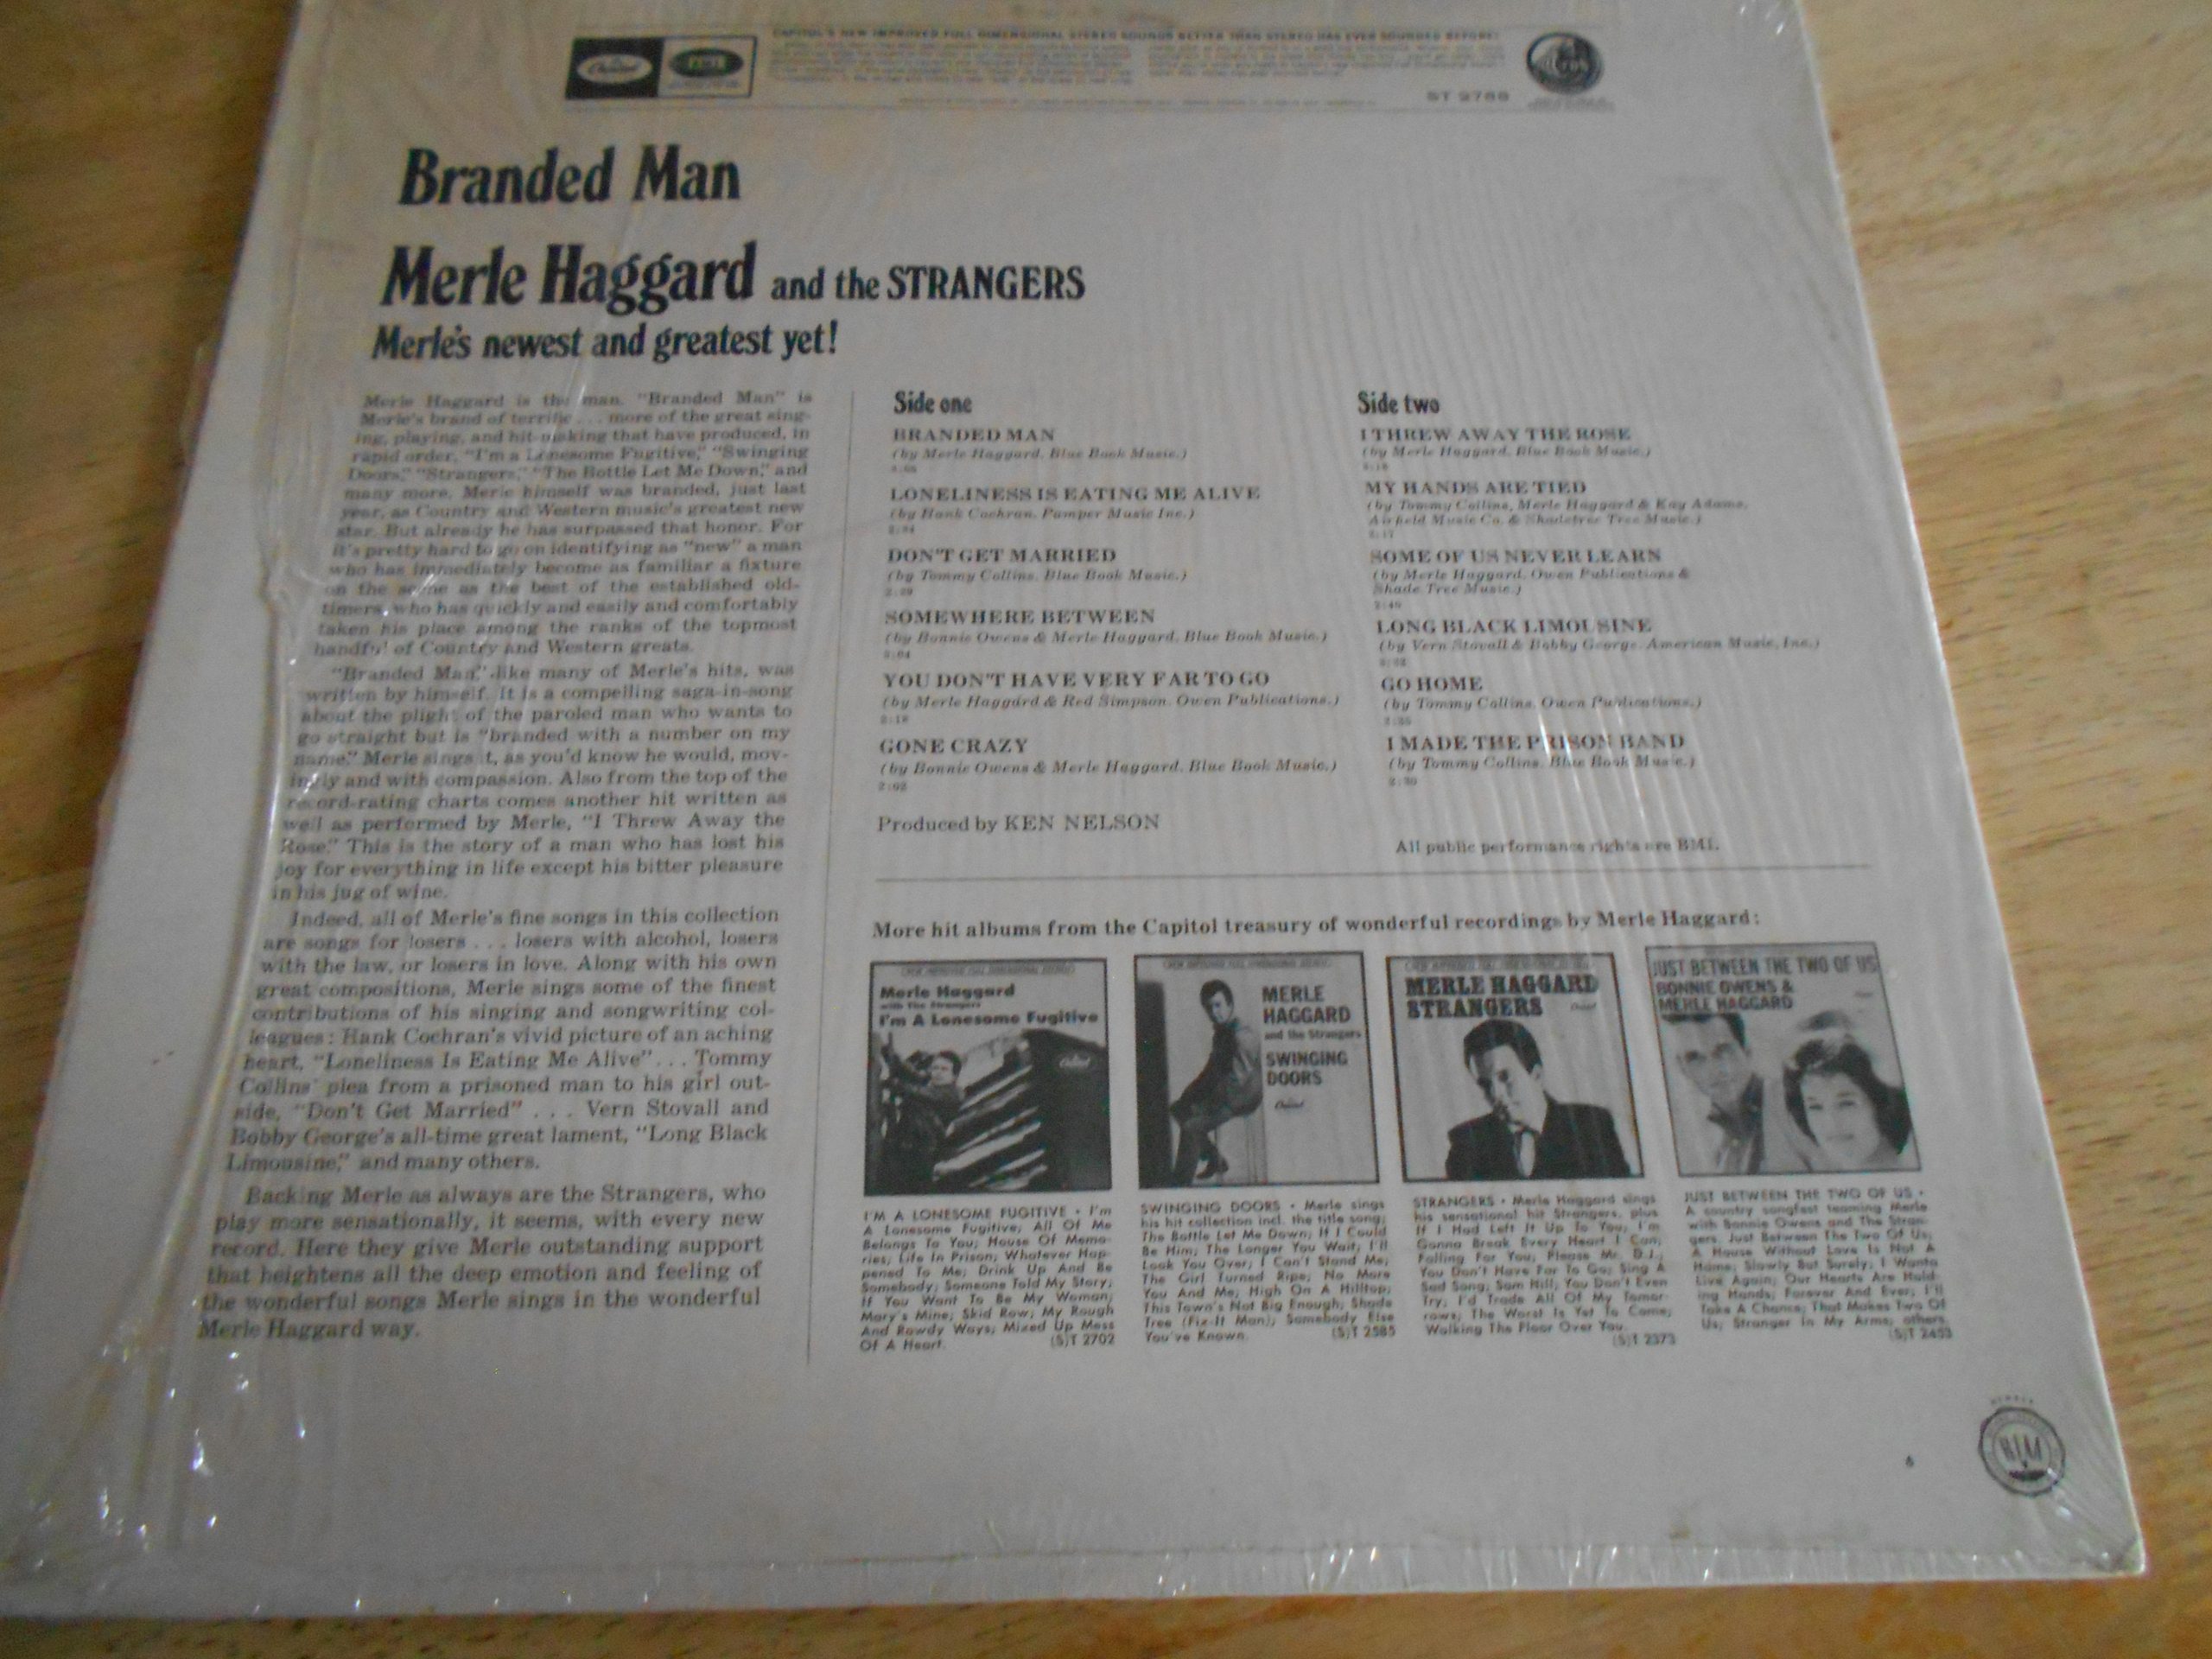 Capitol
CAPITOL'S NEW IMPROVED FULL DIMENSIONAL STEREO SOUNDS BETTER THAN STEREO HAS EVER SOUNDED BEFORE!
Branded Man
Merle Haggard and the STRANGERS
Merle's newest and greatest yet!
Merle Haggard is the man. "Branded Man" is
Merle's brand of terrific . . . more of the great sing-
ing, playing, and hit-making that have produced, in
rapid order, "I'm a Lonesome Fugitive," "Swinging
Doors," "Strangers," "The Bottle Let Me Down," and
many more. Merle himself was branded, just last
year, as Country and Western music's greatest new
star. But already he has surpassed that honor. For
it's pretty hard to go on identifying as "new" a man
who has immediately become as familiar a fixture
on the scene as the best of the established old-
timers, who has quickly and easily and comfortably
taken his place among the ranks of the topmost
handful of Country and Western greats.
"Branded Man," like many of Merle's hits, was
written by himself. It is a compelling saga-in-song
about the plight of the paroled man who wants to
go straight but is "branded with a number on my
name." Merle sings it, as you'd know he would, mov-
ingly and with compassion. Also from the top of the
record-rating charts comes another hit written as
well as performed by Merle, "I Threw Away the
Rose." This is the story of a man who has lost his
joy for everything in life except his bitter pleasure
in his jug of wine.
Indeed, all of Merle's fine songs in this collection
are songs for losers . . . losers with alcohol, losers
with the law, or losers in love. Along with his own
great compositions, Merle sings some of the finest
contributions of his singing and songwriting col-
leagues: Hank Cochran's vivid picture of an aching
heart, "Loneliness Is Eating Me Alive" . . . Tommy
Collins' plea from a prisoned man to his girl out-
side, "Don't Get Married" . . . Vern Stovall and
Bobby George's all-time great lament, "Long Black
Limousine," and many others.
Backing Merle as always are the Strangers, who
play more sensationally, it seems, with every new
record. Here they give Merle outstanding support
that heightens all the deep emotion and feeling of
the wonderful songs Merle sings in the wonderful
Merle Haggard way.
Side one
BRANDED MAN
(by Merle Haggard. Blue Book Music.)
LONELINESS IS EATING ME ALIVE
(by Hank Cochran. Pamper Music Inc.)
DON'T GET MARRIED
(by Tommy Collins. Blue Book Music.)
SOMEWHERE BETWEEN
(by Bonnie Owens & Merle Haggard. Blue Book Music.)
YOU DON'T HAVE VERY FAR TO GO
(by Merle Haggard & Red Simpson. Owen Publications.)
GONE CRAZY
(by Bonnie Owens & Merle Haggard. Blue Book Music.)
Produced by KEN NELSON
Side two
I THREW AWAY THE ROSE
(by Merle Haggard. Blue Book Music.)
MY HANDS ARE TIED
(by Tommy Collins, Merle Haggard & Kay Adams,
Airfield Music Co. & Shadetree Tree Music.)
SOME OF US NEVER LEARN
(by Merle Haggard. Owen Publications &
Shade Tree Music.)
LONG BLACK LIMOUSINE
(by Vern Stovall & Bobby George. American Music, Inc.)
GO HOME
(by Tommy Collins. Owen Publications.)
I MADE THE PRISON BAND
(by Tommy Collins. Blue Book Music.)
All public performance rights are BMI.
More hit albums from the Capitol treasury of wonderful recordings by Merle Haggard:
Merle Haggard
with The Strangers
I'm A Lonesome Fugitive
Capitol
MERLE
HAGGARD
and the Strangers
SWINGING
DOORS
Capitol
MERLE HAGGARD
STRANGERS
JUST BETWEEN THE TWO OF US
BONNIE OWENS &
MERLE HAGGARD
I'M A LONESOME FUGITIVE • I'm
A Lonesome Fugitive; All Of Me
Belongs To You; House Of Memo-
ries; Life In Prison; Whatever Hap-
pened To Me; Drink Up And Be
Somebody; Someone Told My Story;
If You Want To Be My Woman;
Mary's Mine; Skid Row; My Rough
And Rowdy Ways; Mixed Up Mess
Of A Heart. (S)T 2702
SWINGING DOORS • Merle sings
his hit collection incl. the title song;
The Bottle Let Me Down; If I Could
Be Him; The Longer You Wait; I'll
Look You Over; I Can't Stand Me;
The Girl Turned Ripe; No More
You And Me; High On A Hilltop;
This Town's Not Big Enough; Shade
Tree (Fix-It Man); Somebody Else
You've Known. (S)T 2585
STRANGERS • Merle Haggard sings
his sensational hit Strangers, plus
If I Had Left It Up To You; I'm
Gonna Break Every Heart I Can;
Falling For You; Please Mr. D.J.;
You Don't Have Far To Go; Sing A
Sad Song; Sam Hill; You Don't Even
Try; I'd Trade All Of My Tomor-
rows; The Worst Is Yet To Come;
Walking The Floor Over You.
(S)T 2373
JUST BETWEEN THE TWO OF US •
A country songfest teaming Merle
with Bonnie Owens and The Stran-
gers. Just Between The Two Of Us;
A House Without Love Is Not A
Home; Slowly But Surely; I Wanta
Live Again; Our Hearts Are Hold-
ing Hands; Forever And Ever; I'll
Take A Chance; That Makes Two Of
Us; Stranger In My Arms; others.
(S)T 2453
MEMBER
RIAA
6